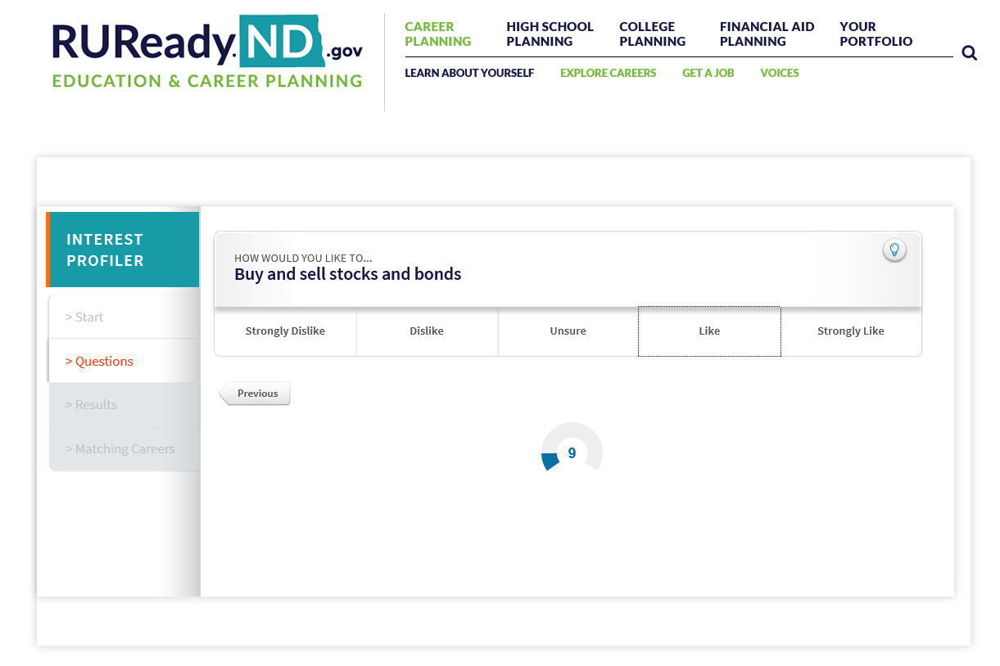 RUReady.ND.gov
EDUCATION & CAREER PLANNING
CAREER
PLANNING
HIGH SCHOOL
PLANNING
COLLEGE
PLANNING
FINANCIAL AID
PLANNING
YOUR
PORTFOLIO
LEARN ABOUT YOURSELF
EXPLORE CAREERS
GET A JOB
VOICES
INTEREST
PROFILER
> Start
> Questions
> Results
> Matching Careers
HOW WOULD YOU LIKE TO...
Buy and sell stocks and bonds
Strongly Dislike
Dislike
Unsure
Like
Strongly Like
Previous
9